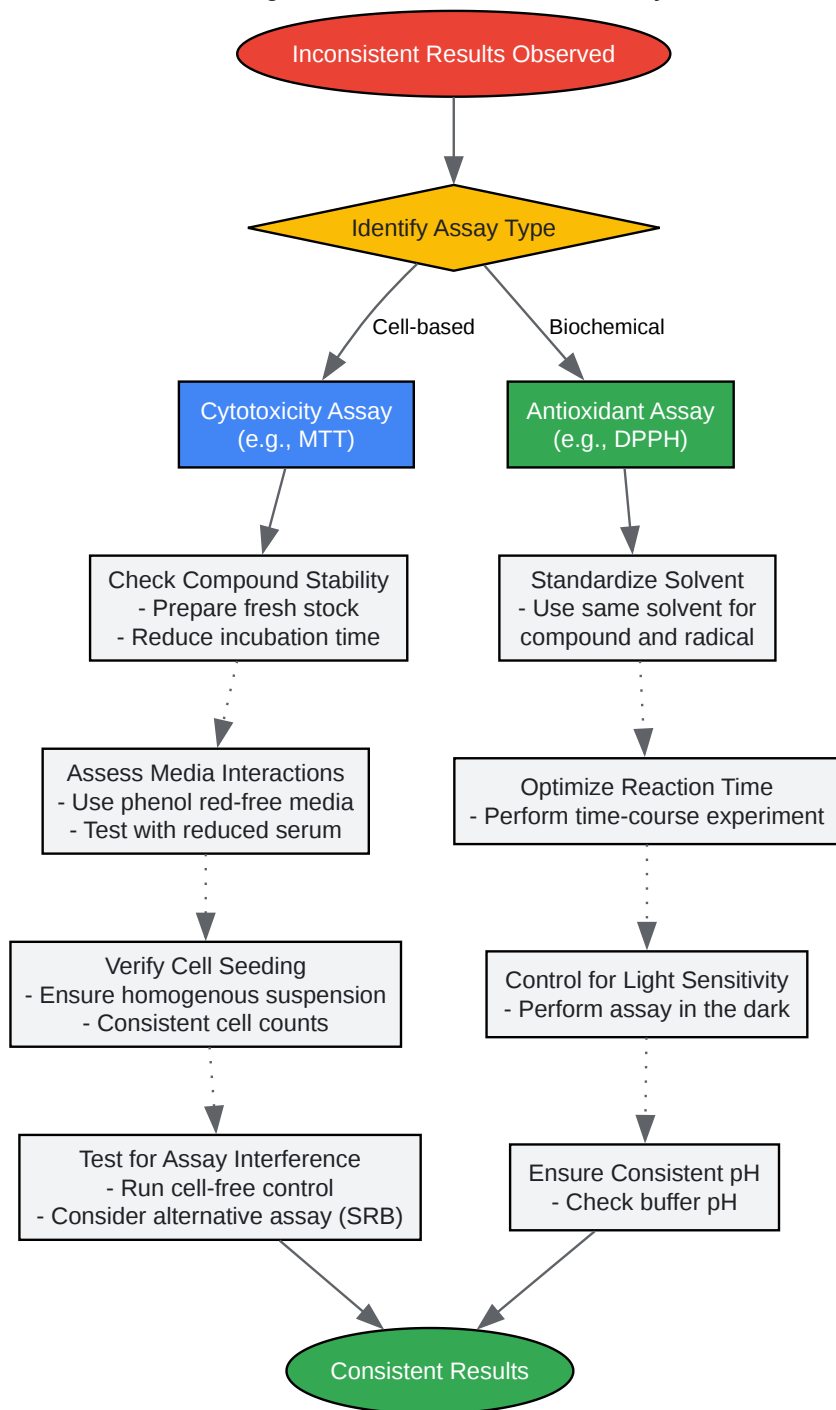 Inconsistent Results Observed
Identify Assay Type
Cell-based
Biochemical
Cytotoxicity Assay
(e.g., MTT)
Antioxidant Assay
(e.g., DPPH)
Check Compound Stability
- Prepare fresh stock
- Reduce incubation time
Standardize Solvent
- Use same solvent for
compound and radical
Assess Media Interactions
- Use phenol red-free media
- Test with reduced serum
Optimize Reaction Time
- Perform time-course experiment
Verify Cell Seeding
- Ensure homogenous suspension
- Consistent cell counts
Control for Light Sensitivity
- Perform assay in the dark
Test for Assay Interference
- Run cell-free control
- Consider alternative assay (SRB)
Ensure Consistent pH
- Check buffer pH
Consistent Results